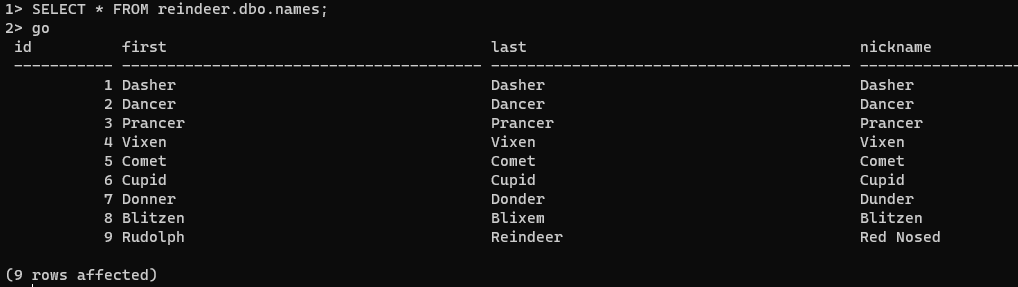 1> SELECT * FROM reindeer.dbo.names;
2> go
id first last nickname
----------- ---------------------------------------- ---------------------------------------- ------------------
1 Dasher Dasher Dasher
2 Dancer Dancer Dancer
3 Prancer Prancer Prancer
4 Vixen Vixen Vixen
5 Comet Comet Comet
6 Cupid Cupid Cupid
7 Donner Donder Dunder
8 Blitzen Blixem Blitzen
9 Rudolph Reindeer Red Nosed
(9 rows affected)